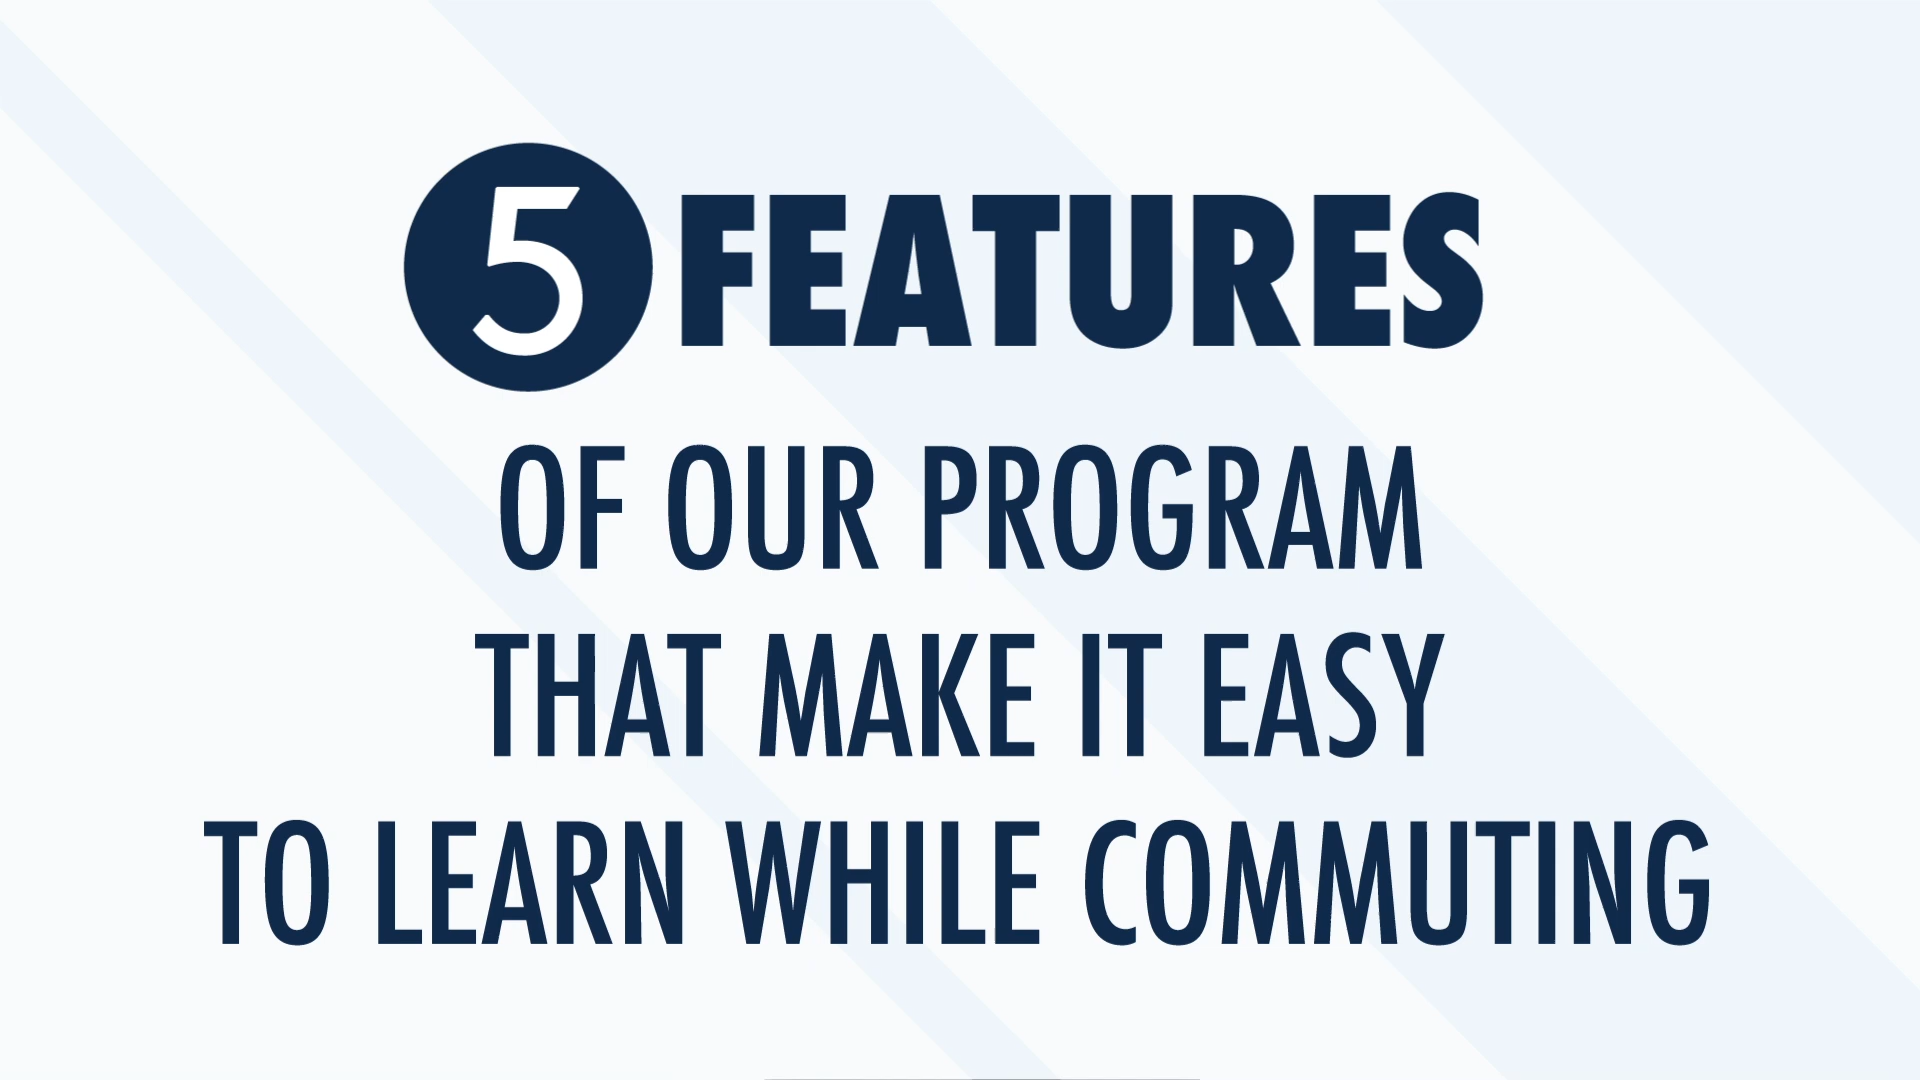 5 FEATURES
OF OUR PROGRAM
THAT MAKE IT EASY
TO LEARN WHILE COMMUTING